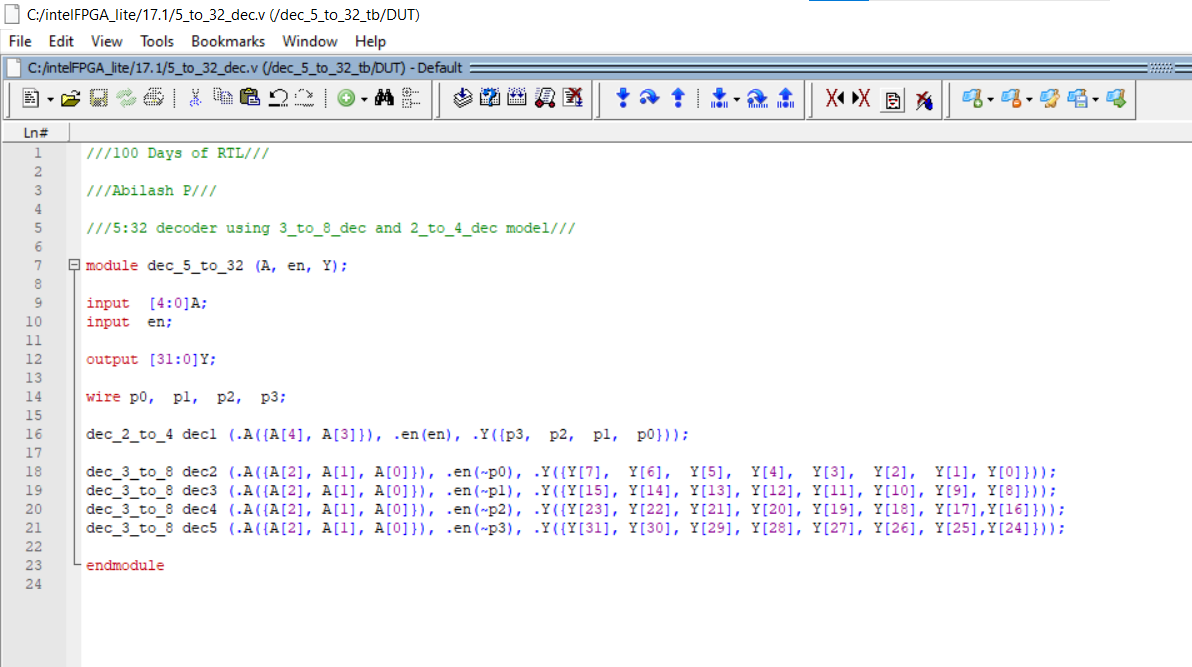 C:/intelFPGA_lite/17.1/5_to_32_dec.v (/dec_5_to_32_tb/DUT)
File Edit View Tools Bookmarks Window Help
C:/intelFPGA_lite/17.1/5_to_32_dec.v (/dec_5_to_32_tb/DUT) - Default
Ln#
1 ///100 Days of RTL///
2
3 ///Abilash P///
4
5 ///5:32 decoder using 3_to_8_dec and 2_to_4_dec model///
6
7 module dec_5_to_32 (A, en, Y);
8
9 input  [4:0]A;
10 input  en;
11
12 output [31:0]Y;
13
14 wire p0,  p1,  p2,  p3;
15
16 dec_2_to_4 dec1 (.A({A[4], A[3]}), .en(en), .Y({p3,  p2,  p1,  p0}));
17
18 dec_3_to_8 dec2 (.A({A[2], A[1], A[0]}), .en(~p0), .Y({Y[7],  Y[6],  Y[5],  Y[4],  Y[3],  Y[2],  Y[1], Y[0]}));
19 dec_3_to_8 dec3 (.A({A[2], A[1], A[0]}), .en(~p1), .Y({Y[15], Y[14], Y[13], Y[12], Y[11], Y[10], Y[9], Y[8]}));
20 dec_3_to_8 dec4 (.A({A[2], A[1], A[0]}), .en(~p2), .Y({Y[23], Y[22], Y[21], Y[20], Y[19], Y[18], Y[17],Y[16]}));
21 dec_3_to_8 dec5 (.A({A[2], A[1], A[0]}), .en(~p3), .Y({Y[31], Y[30], Y[29], Y[28], Y[27], Y[26], Y[25],Y[24]}));
22
23 endmodule
24